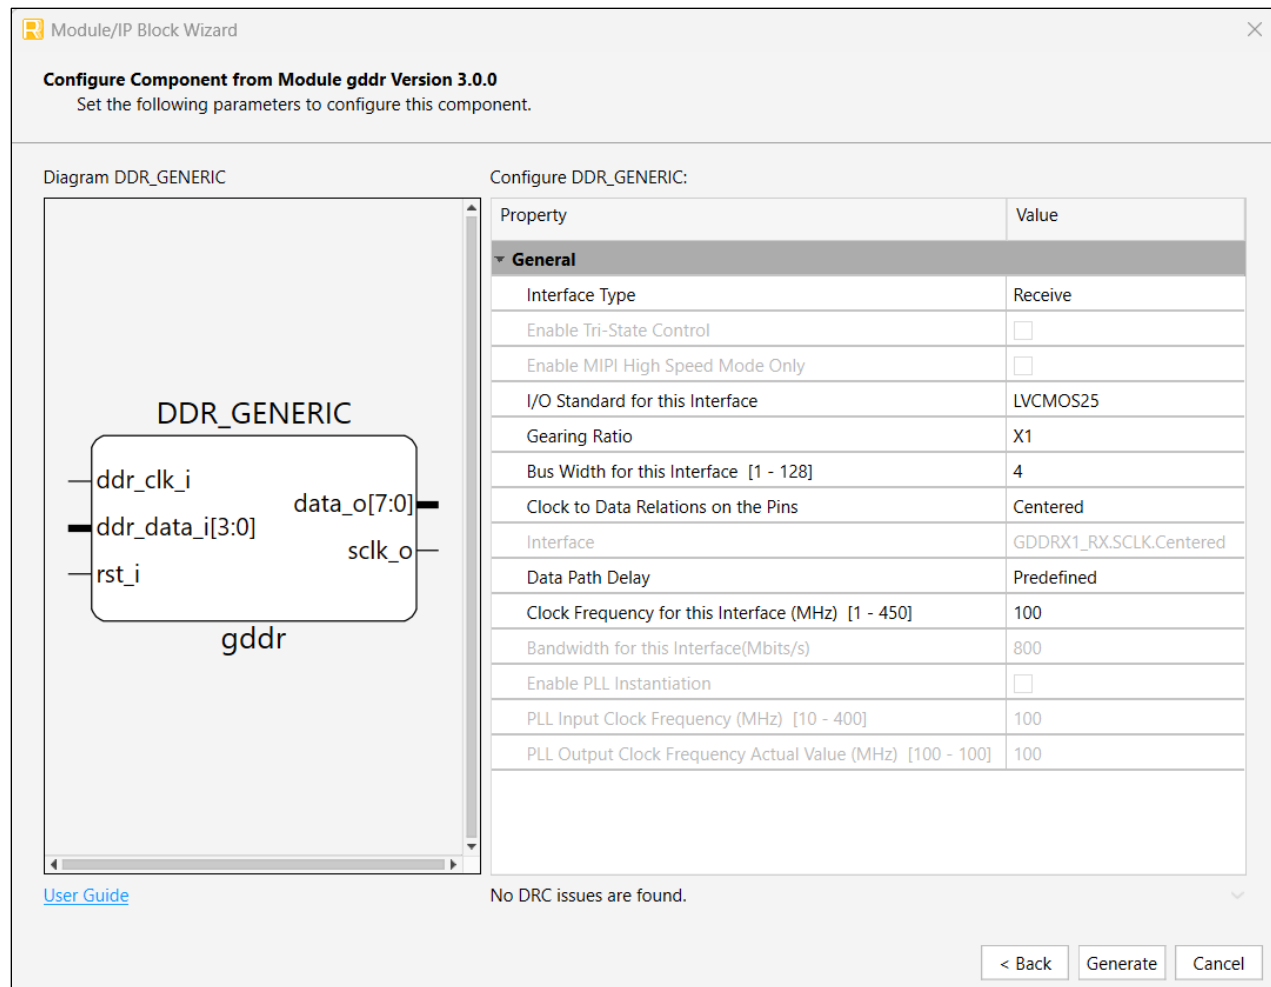 Module/IP Block Wizard
Configure Component from Module gddr Version 3.0.0
Set the following parameters to configure this component.
Diagram DDR_GENERIC
DDR_GENERIC
ddr_clk_i
data_o[7:0]
ddr_data_i[3:0]
sclk_o
rst_i
gddr
User Guide
Configure DDR_GENERIC:
Property Value
General
Interface Type Receive
Enable Tri-State Control
Enable MIPI High Speed Mode Only
I/O Standard for this Interface LVCMOS25
Gearing Ratio X1
Bus Width for this Interface [1 - 128] 4
Clock to Data Relations on the Pins Centered
Interface GDDRX1_RX.SCLK.Centered
Data Path Delay Predefined
Clock Frequency for this Interface (MHz) [1 - 450] 100
Bandwidth for this Interface(Mbits/s) 800
Enable PLL Instantiation
PLL Input Clock Frequency (MHz) [10 - 400] 100
PLL Output Clock Frequency Actual Value (MHz) [100 - 100] 100
No DRC issues are found.
< Back Generate Cancel